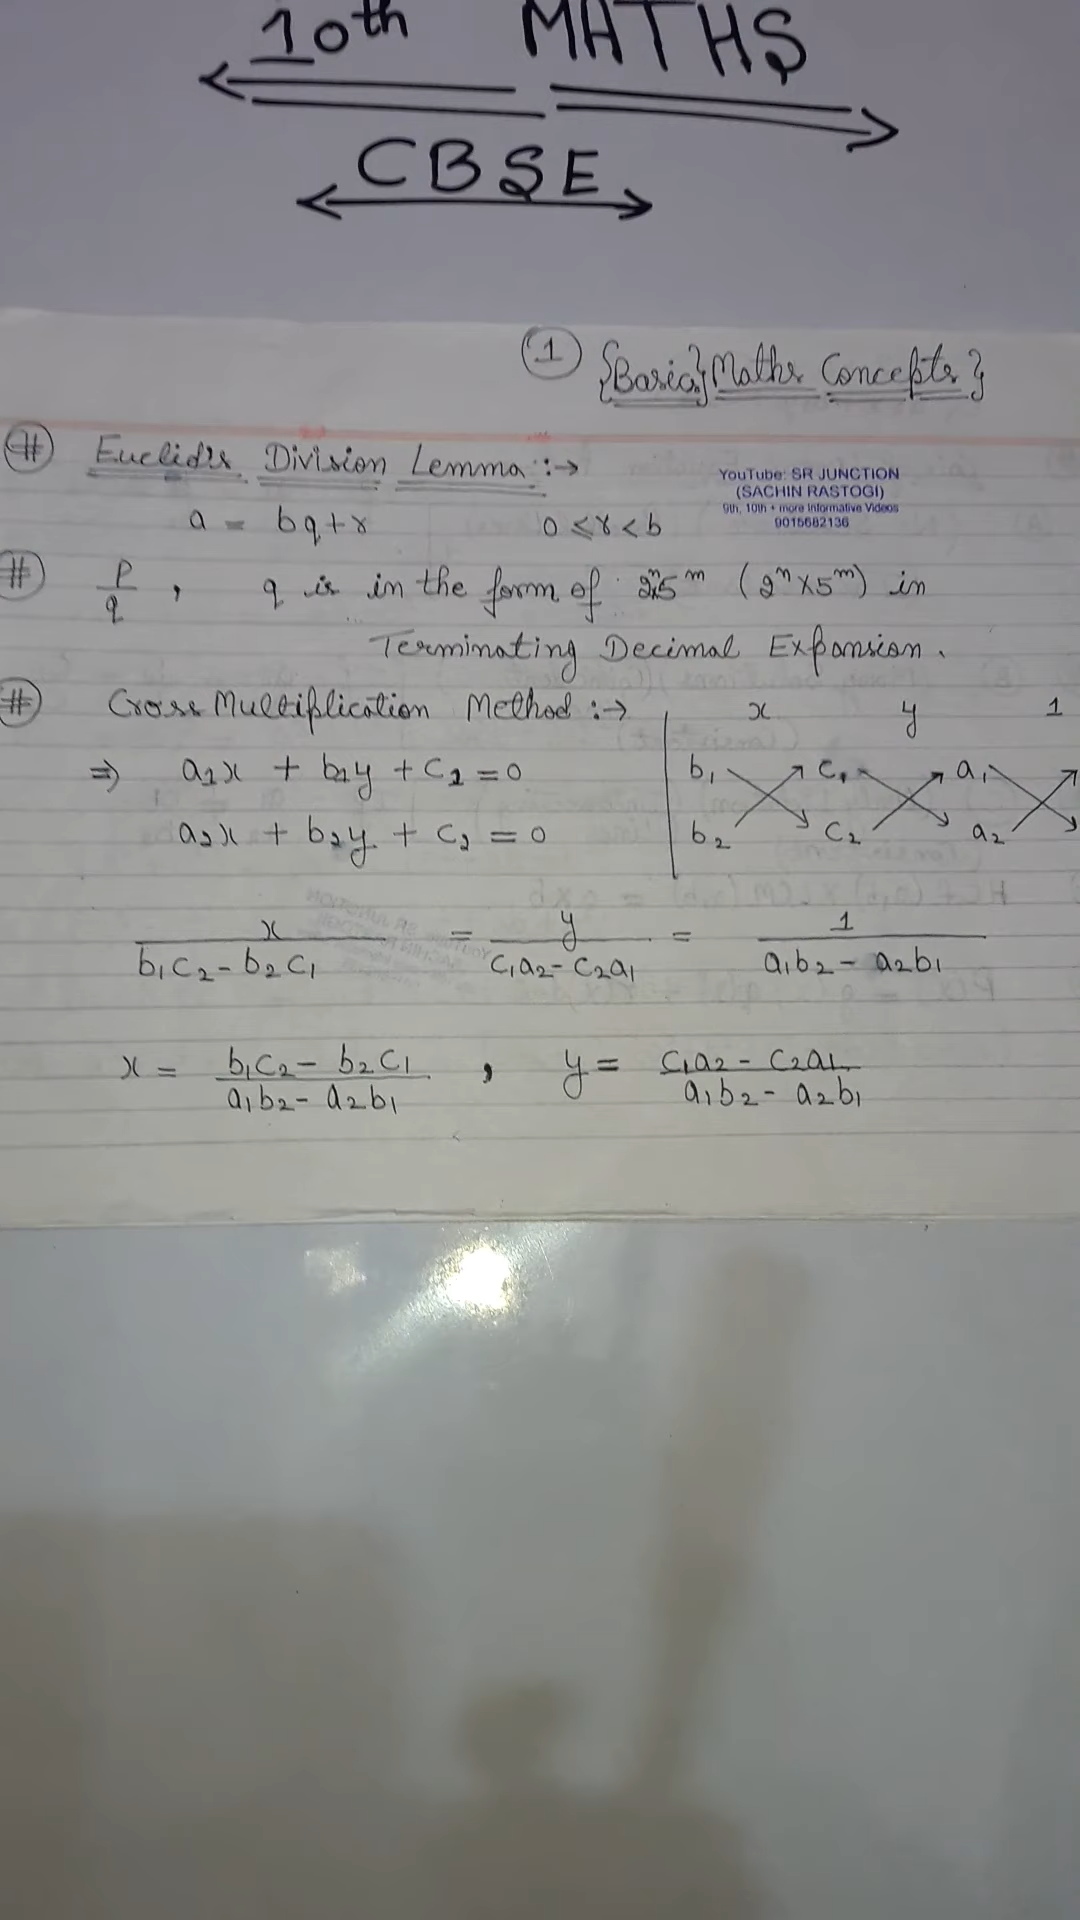 10th MATHS
CBSE
① {Basic} Maths Concepts}
# Euclid's Division Lemma :→
YouTube: SR JUNCTION
(SACHIN RASTOGI)
9th, 10th + more Informative Videos
9015682136
a = bq+r 0≤r<b
# p/q , q is in the form of 2ⁿ5ᵐ (2ⁿ×5ᵐ) in
Terminating Decimal Expansion.
# Cross Multiplication Method :→
x y 1
⇒ a₁x + b₁y + c₁ = 0
b₁ c₁ a₁
a₂x + b₂y + c₂ = 0
b₂ c₂ a₂
x/(b₁c₂ - b₂c₁) = y/(c₁a₂ - c₂a₁) = 1/(a₁b₂ - a₂b₁)
x = (b₁c₂ - b₂c₁)/(a₁b₂ - a₂b₁) , y = (c₁a₂ - c₂a₁)/(a₁b₂ - a₂b₁)